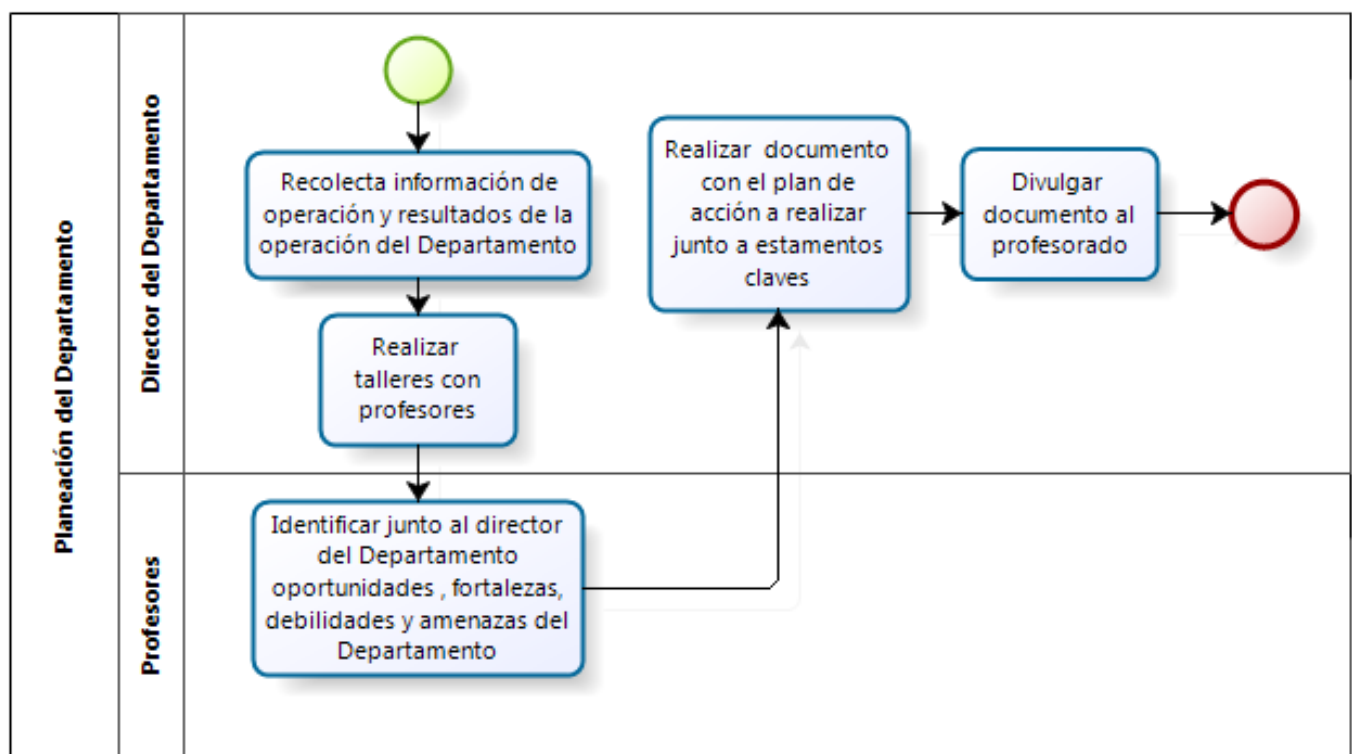 Planeación del Departamento
Director del Departamento
Recolecta información de
operación y resultados de la
operación del Departamento
Realizar
talleres con
profesores
Realizar documento
con el plan de
acción a realizar
junto a estamentos
claves
Divulgar
documento al
profesorado
Profesores
Identificar junto al director
del Departamento
oportunidades , fortalezas,
debilidades y amenazas del
Departamento